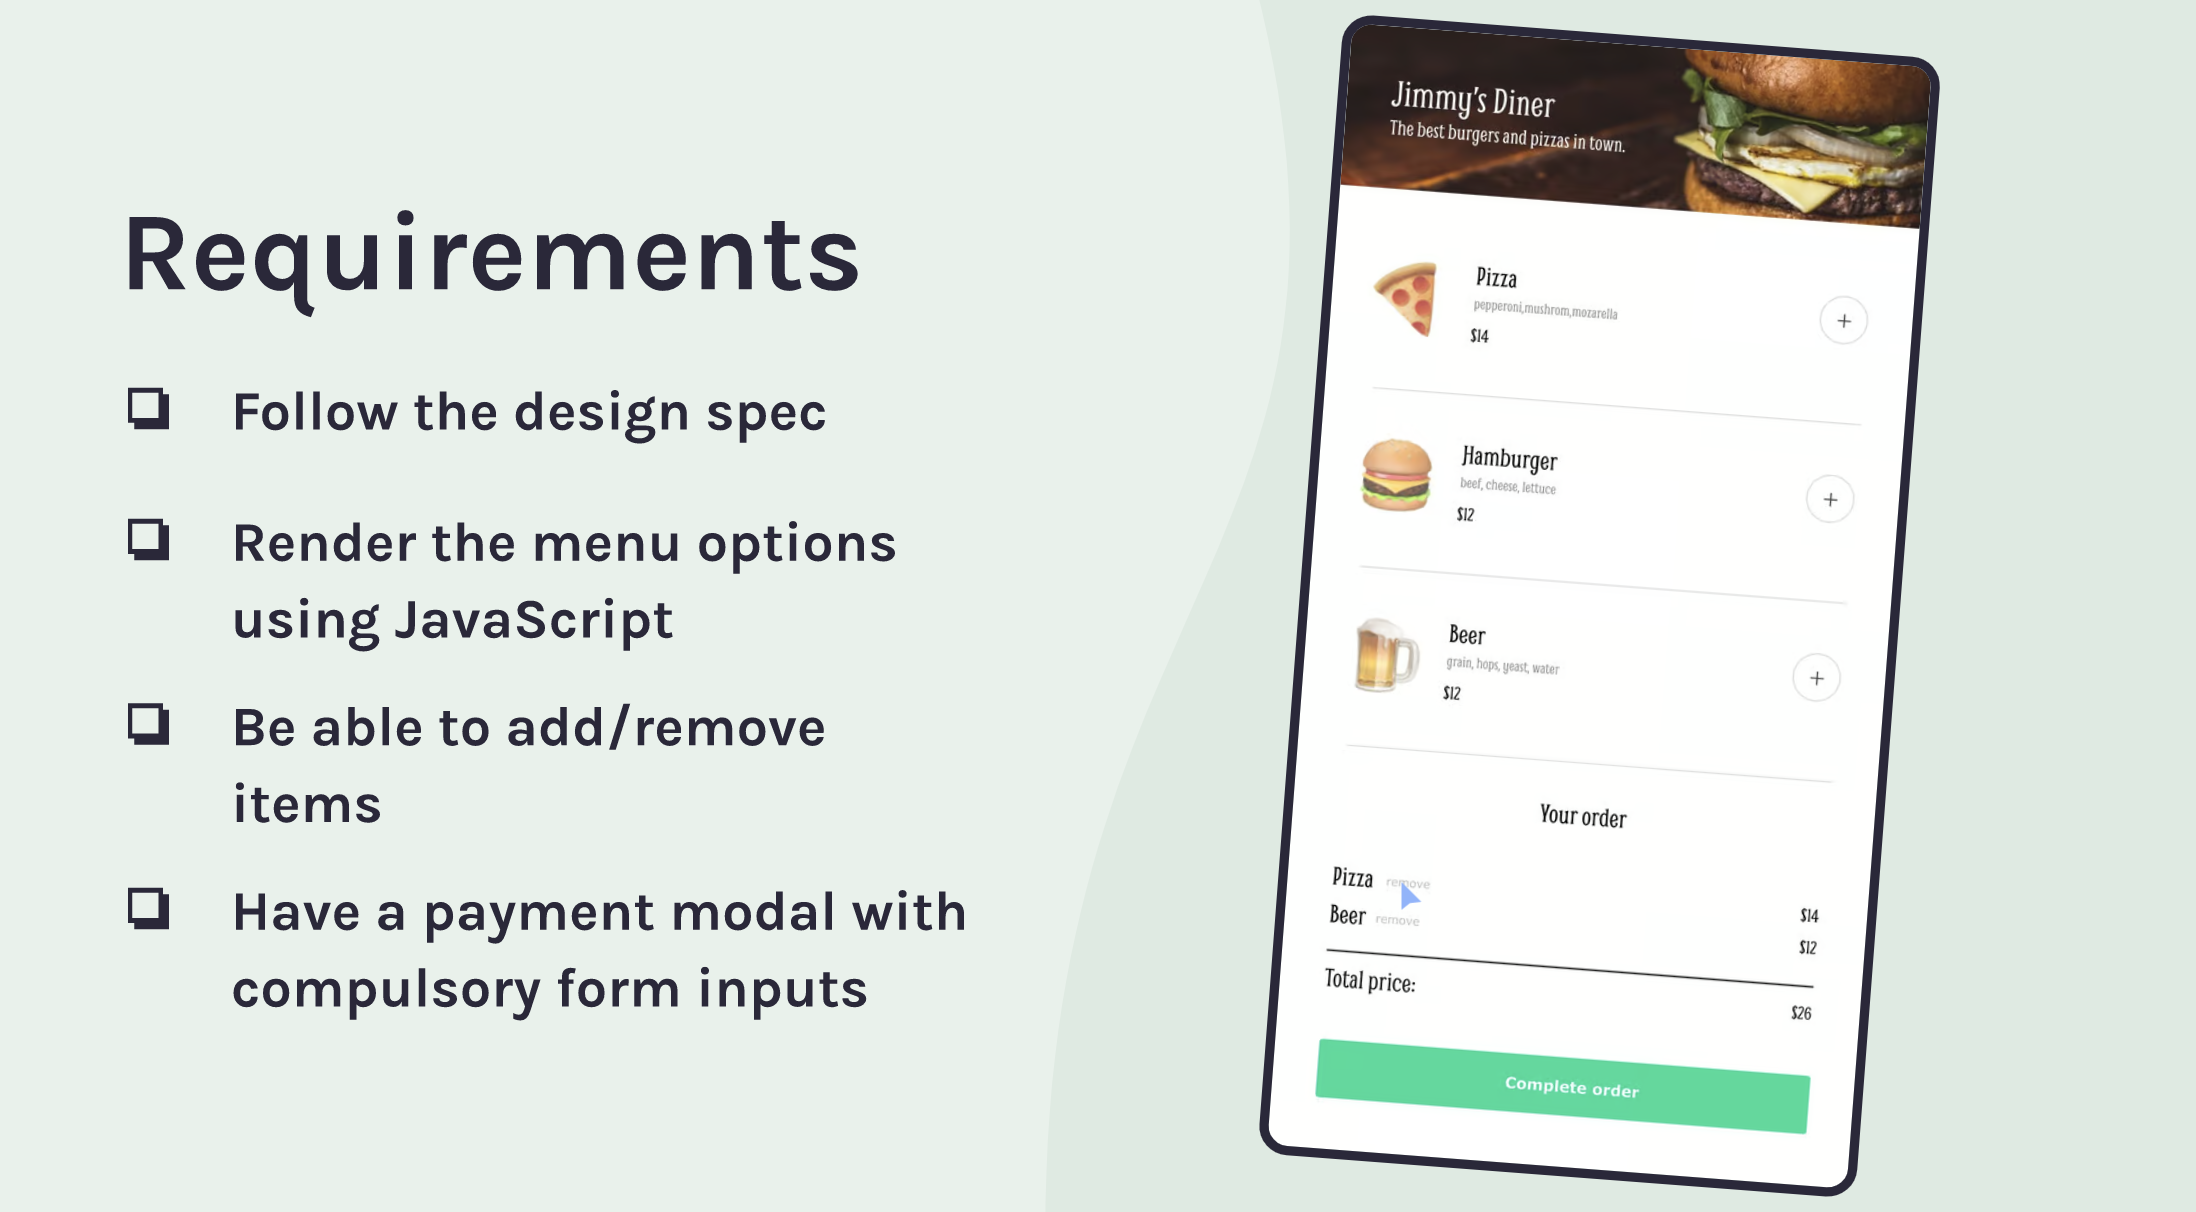 Requirements
Follow the design spec
Render the menu options
using JavaScript
Be able to add/remove
items
Have a payment modal with
compulsory form inputs
Jimmy's Diner
The best burgers and pizzas in town.
Pizza
pepperoni,mushrom,mozarella
$14
+
Hamburger
beef, cheese, lettuce
$12
+
Beer
grain, hops, yeast, water
$12
+
Your order
Pizza remove $14
Beer remove $12
Total price: $26
Complete order